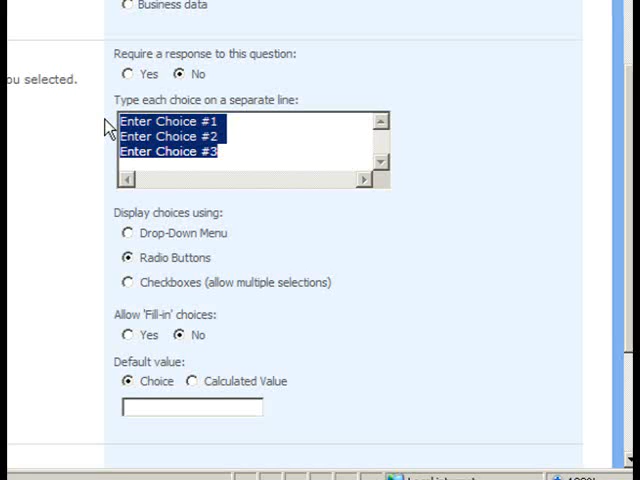 Business data
Require a response to this question:
ou selected.
Yes No
Type each choice on a separate line:
Enter Choice #1
Enter Choice #2
Enter Choice #3
Display choices using:
Drop-Down Menu
Radio Buttons
Checkboxes (allow multiple selections)
Allow 'Fill-in' choices:
Yes No
Default value:
Choice Calculated Value